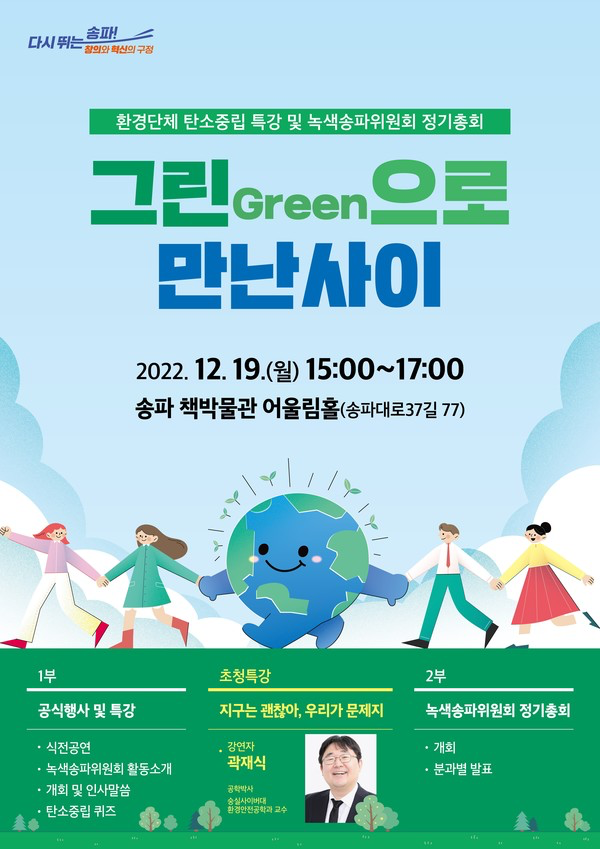 다시 뛰는 송파!
창의와 혁신의 구정
환경단체 탄소중립 특강 및 녹색송파위원회 정기총회
그린Green으로
만난사이
2022. 12. 19.(월) 15:00~17:00
송파 책박물관 어울림홀(송파대로37길 77)
1부
공식행사 및 특강
· 식전공연
· 녹색송파위원회 활동소개
· 개회 및 인사말씀
· 탄소중립 퀴즈
초청특강
지구는 괜찮아, 우리가 문제지
· 강연자
곽재식
공학박사
숭실사이버대
환경안전공학과 교수
2부
녹색송파위원회 정기총회
· 개회
· 분과별 발표